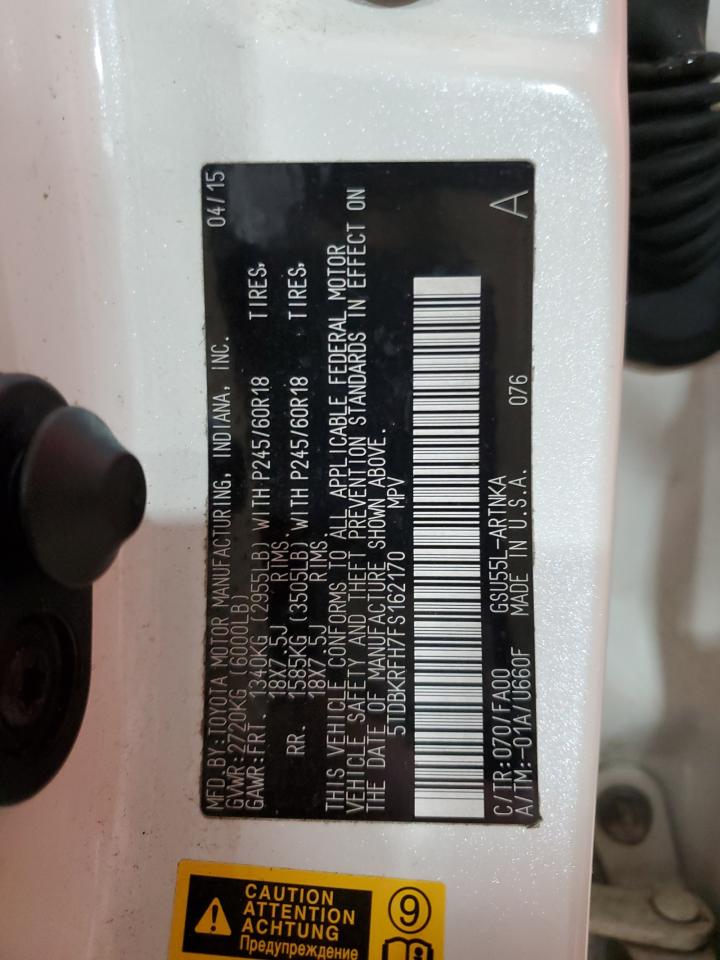 MFD. BY: TOYOTA MOTOR MANUFACTURING, INDIANA, INC. 04/15
GVWR: 2720KG (6000LB)
GAWR: FRT. 1340KG (2955LB) WITH P245/60R18 TIRES,
18X7.5J RIMS.
RR. 1585KG (3505LB) WITH P245/60R18 TIRES,
18X7.5J RIMS.
THIS VEHICLE CONFORMS TO ALL APPLICABLE FEDERAL MOTOR
VEHICLE SAFETY AND THEFT PREVENTION STANDARDS IN EFFECT ON
THE DATE OF MANUFACTURE SHOWN ABOVE.
5TDBKRFH7FS162170 MPV
C/TR: 070/FA00 GSU55L-ARTNKA 076
A/TM: -01A/U660F MADE IN U.S.A. A
CAUTION
ATTENTION
ACHTUNG
Предупреждение
9